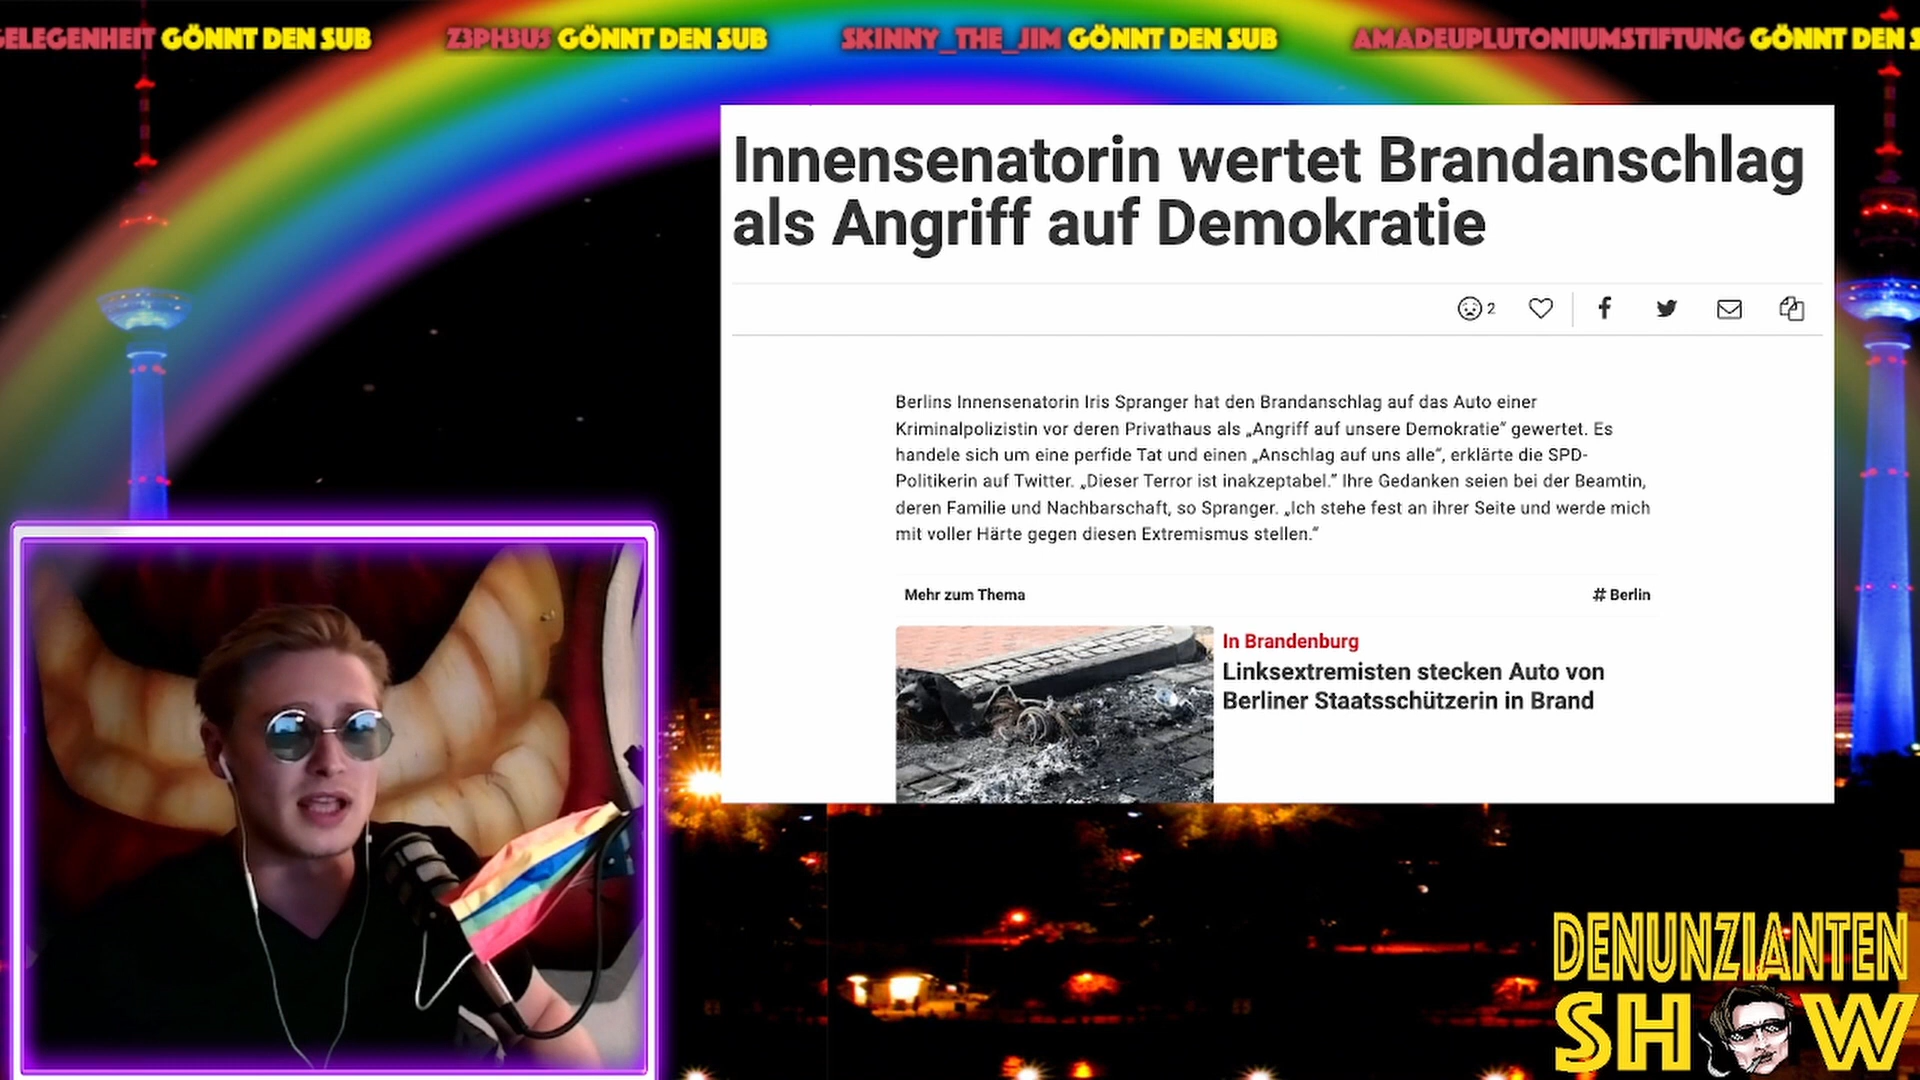 GELEGENHEIT GÖNNT DEN SUB Z3PH3US GÖNNT DEN SUB SKINNY_THE_JIM GÖNNT DEN SUB AMADEUPLUTONIUMSTIFTUNG GÖNNT DEN S
Innensenatorin wertet Brandanschlag
als Angriff auf Demokratie
2
Berlins Innensenatorin Iris Spranger hat den Brandanschlag auf das Auto einer
Kriminalpolizistin vor deren Privathaus als „Angriff auf unsere Demokratie“ gewertet. Es
handele sich um eine perfide Tat und einen „Anschlag auf uns alle“, erklärte die SPD-
Politikerin auf Twitter. „Dieser Terror ist inakzeptabel.“ Ihre Gedanken seien bei der Beamtin,
deren Familie und Nachbarschaft, so Spranger. „Ich stehe fest an ihrer Seite und werde mich
mit voller Härte gegen diesen Extremismus stellen.“
Mehr zum Thema # Berlin
In Brandenburg
Linksextremisten stecken Auto von
Berliner Staatsschützerin in Brand
DENUNZIANTEN
SHOW